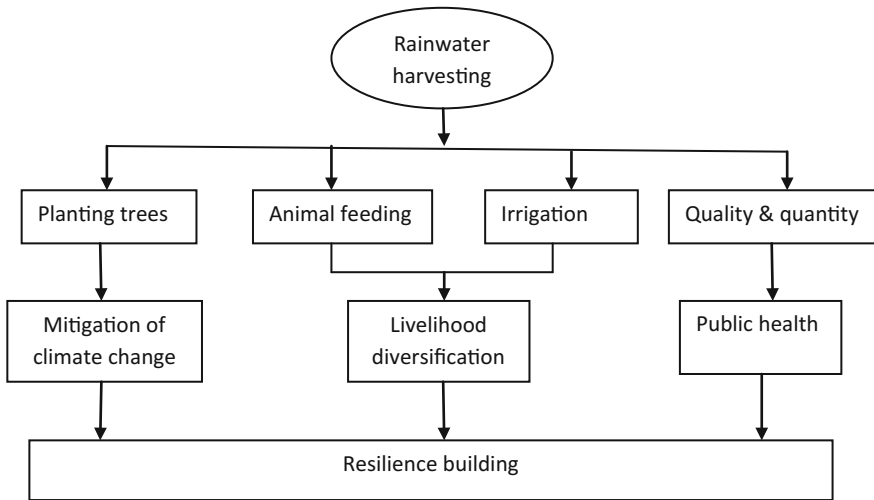 Rainwater
harvesting
Planting trees
Animal feeding
Irrigation
Quality & quantity
Mitigation of
climate change
Livelihood
diversification
Public health
Resilience building